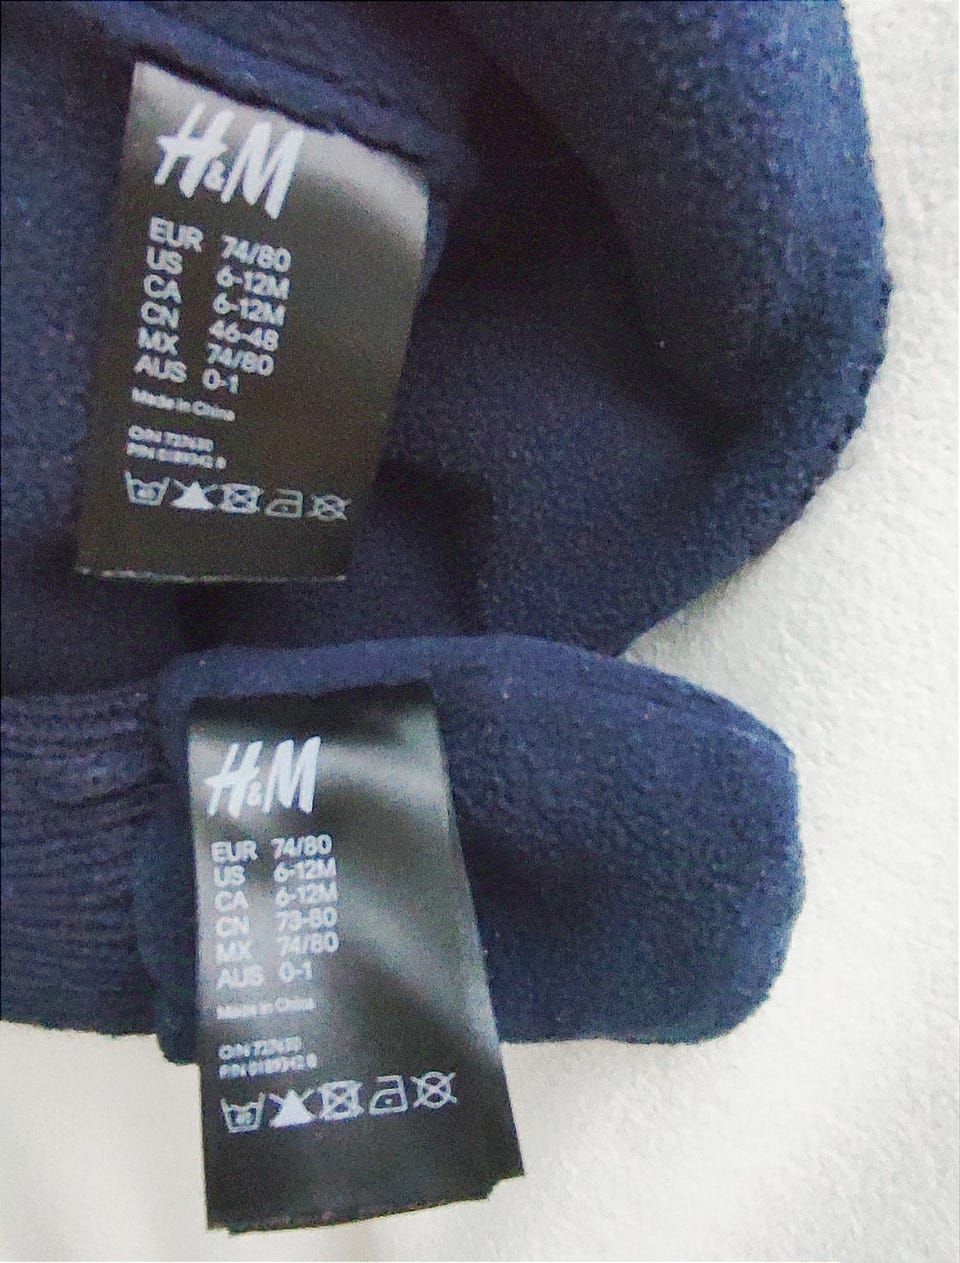 H&M
EUR 74/80
US 6-12M
CA 6-12M
CN 46-48
MX 74/80
AUS 0-1
Made in China
H&M
EUR 74/80
US 6-12M
CA 6-12M
CN 73-80
MX 74/80
AUS 0-1
Made in China